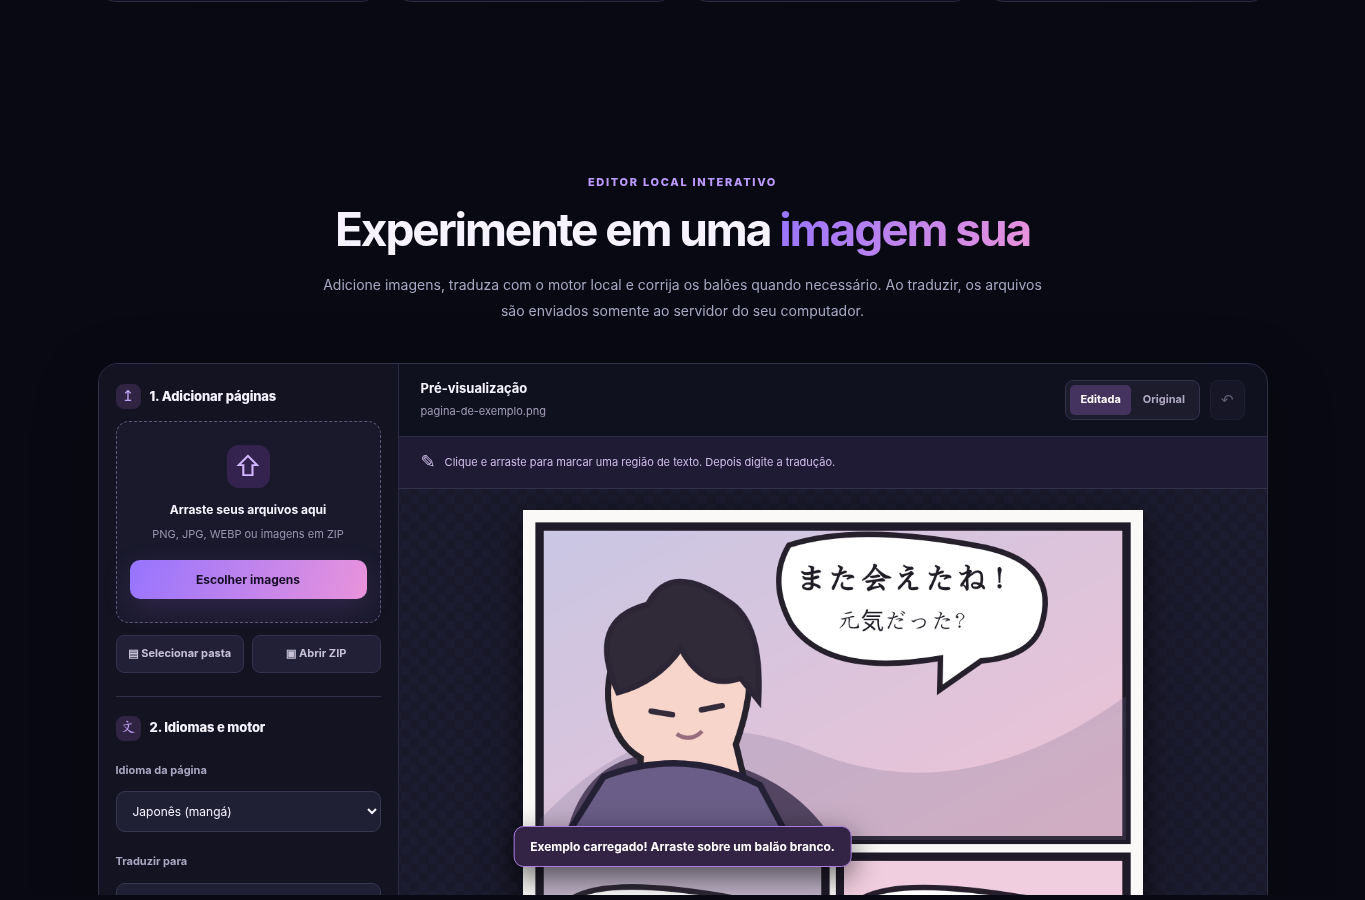 EDITOR LOCAL INTERATIVO
Experimente em uma imagem sua
Adicione imagens, traduza com o motor local e corrija os balões quando necessário. Ao traduzir, os arquivos
são enviados somente ao servidor do seu computador.
1. Adicionar páginas
Arraste seus arquivos aqui
PNG, JPG, WEBP ou imagens em ZIP
Escolher imagens
Selecionar pasta
Abrir ZIP
2. Idiomas e motor
Idioma da página
Japonês (mangá)
Traduzir para
Pré-visualização
pagina-de-exemplo.png
Editada
Original
Clique e arraste para marcar uma região de texto. Depois digite a tradução.
また会えたね!
元気だった?
Exemplo carregado! Arraste sobre um balão branco.